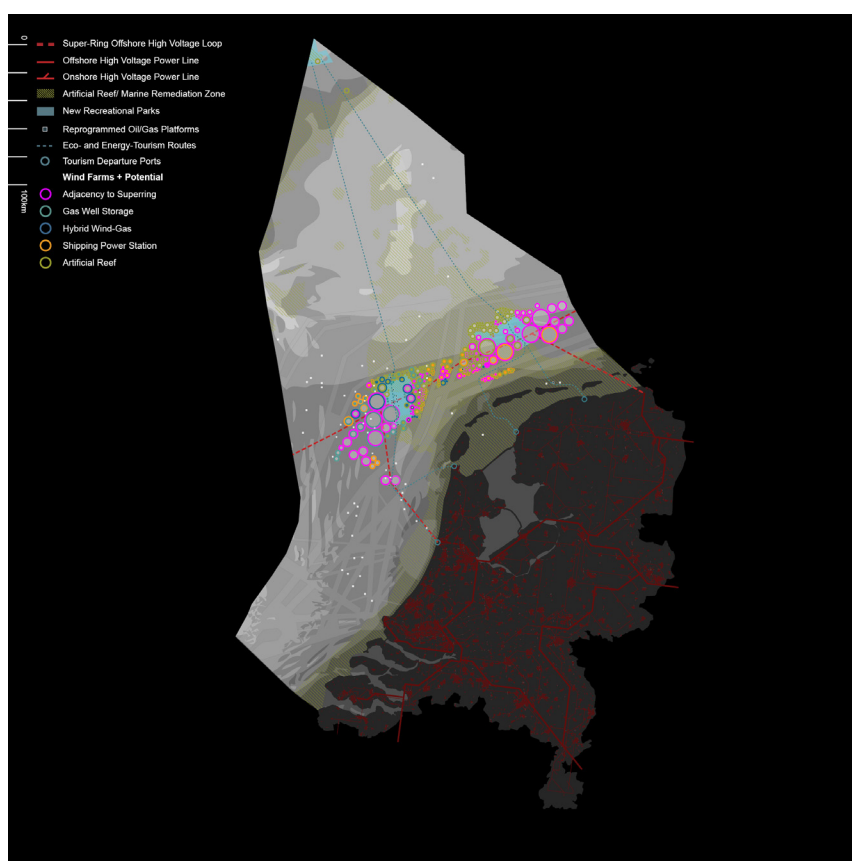 0
Super-Ring Offshore High Voltage Loop
Offshore High Voltage Power Line
Onshore High Voltage Power Line
Artificial Reef/ Marine Remediation Zone
New Recreational Parks
Reprogrammed Oil/Gas Platforms
Eco- and Energy-Tourism Routes
Tourism Departure Ports
Wind Farms + Potential
Adjacency to Superring
100km
Gas Well Storage
Hybrid Wind-Gas
Shipping Power Station
Artificial Reef